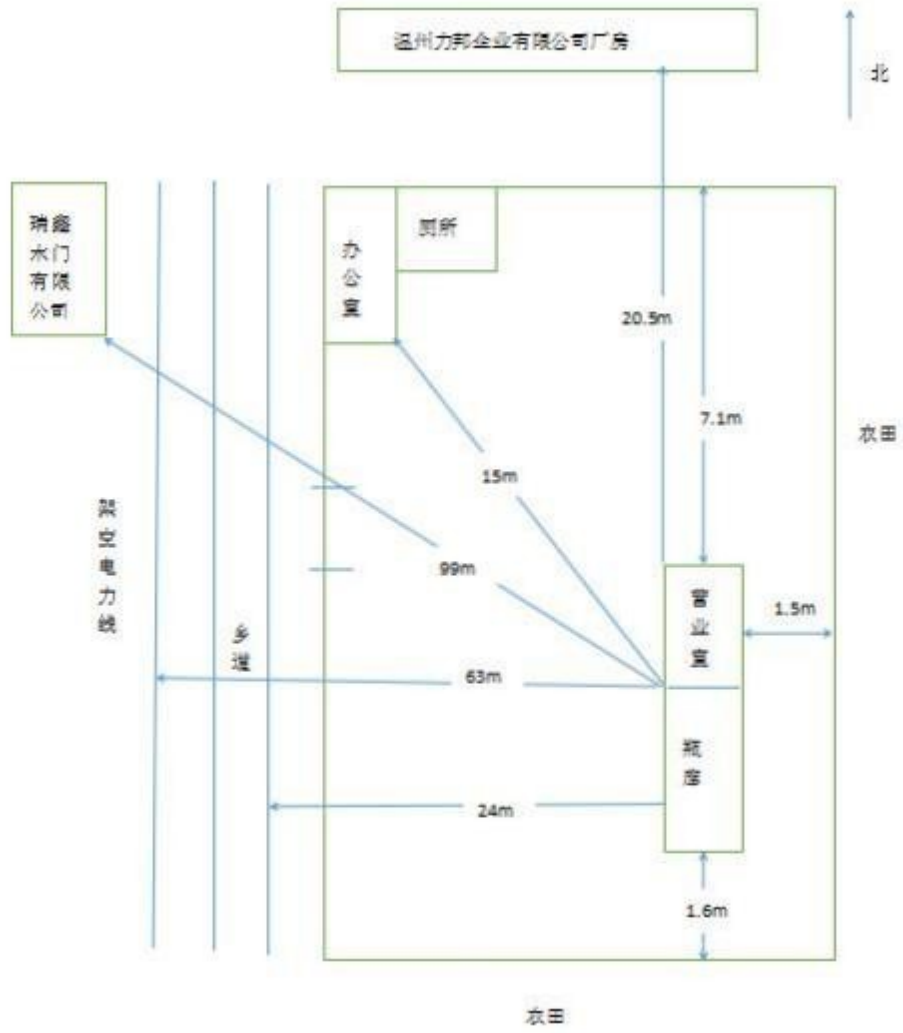 温州力邦企业有限公司厂房
北
瑞鑫
水门
有限
公司
办公室
厕所
20.5m
7.1m
农田
15m
架空电力线
99m
营业室
1.5m
乡道
63m
瓶库
24m
1.6m
农田